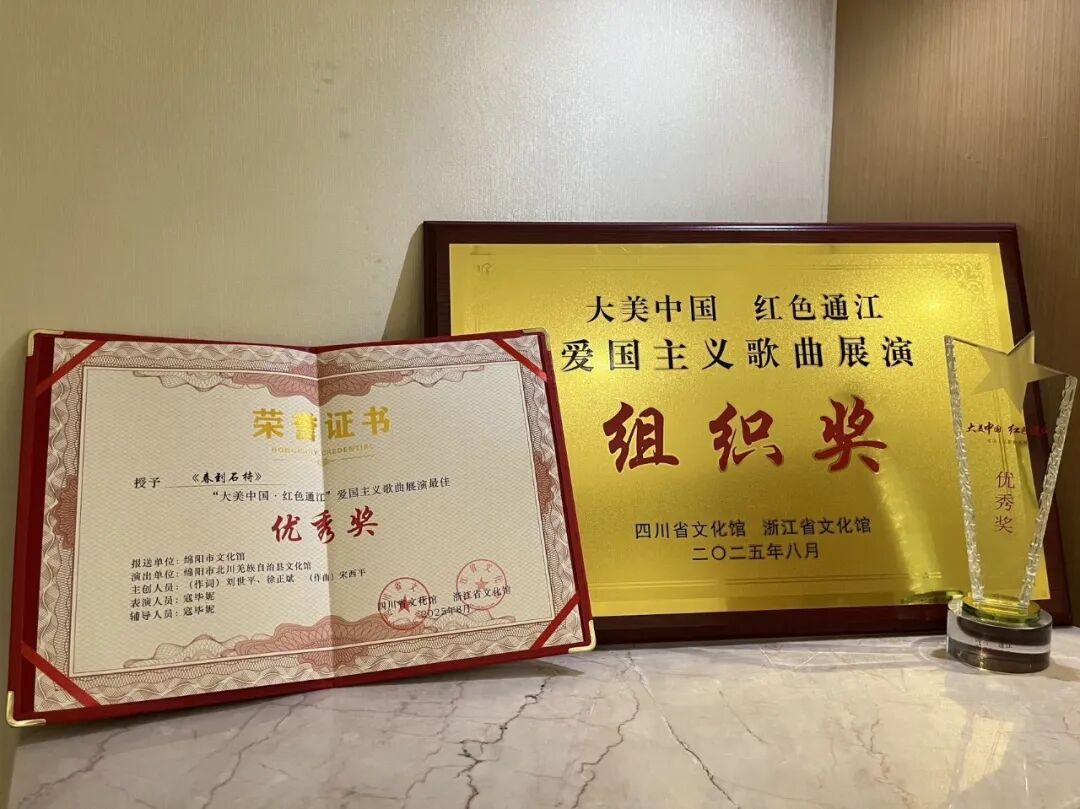 荣誉证书
HONORARY CREDENTIAL
授予 《春到石椅》
“大美中国·红色通江”爱国主义歌曲展演最佳
优秀奖
报送单位：绵阳市文化馆
演出单位：绵阳市北川羌族自治县文化馆
主创人员：（作词）刘世平、徐正斌 （作曲）宋西平
表演人员：寇毕妮
辅导人员：寇毕妮
四川省文化馆 浙江省文化馆
2025年8月
大美中国 红色通江
爱国主义歌曲展演
组织奖
四川省文化馆 浙江省文化馆
二〇二五年八月
大美中国 红色
优秀奖